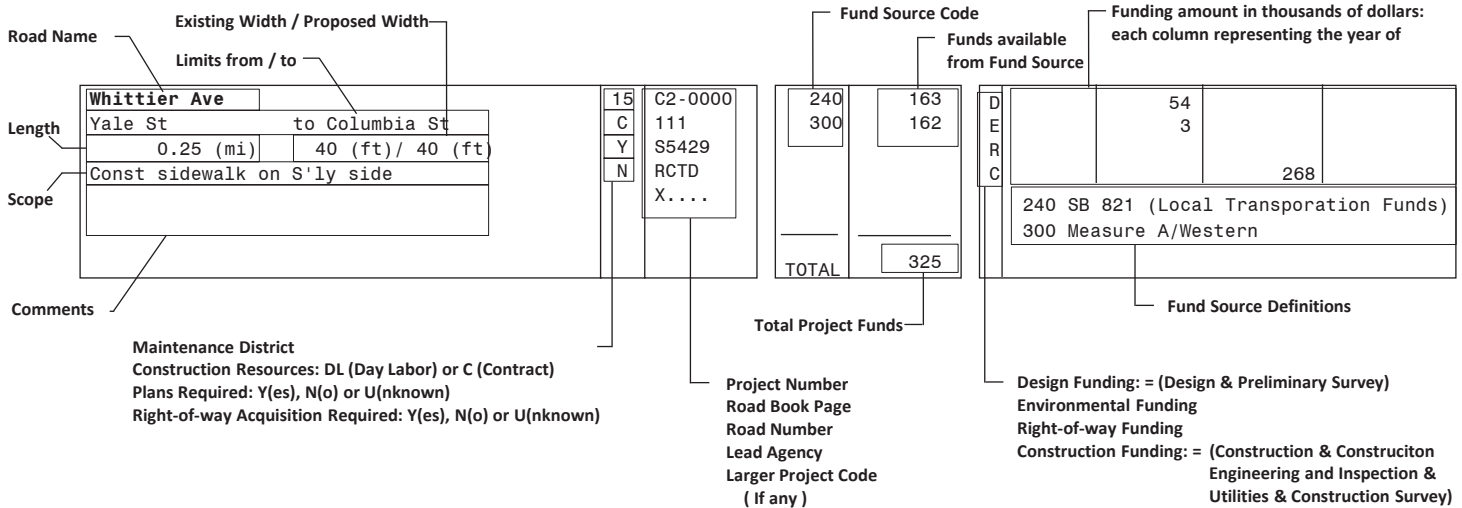 Existing Width / Proposed Width
Road Name
Limits from / to
Fund Source Code
Funds available
from Fund Source
Funding amount in thousands of dollars:
each column representing the year of
Whittier Ave
Yale St to Columbia St
Length
0.25 (mi) 40 (ft)/ 40 (ft)
Const sidewalk on S'ly side
Scope
15
C
Y
N
C2-0000
111
S5429
RCTD
X....
240 163
300 162
TOTAL 325
D 54
E 3
R
C 268
240 SB 821 (Local Transporation Funds)
300 Measure A/Western
Comments
Total Project Funds
Fund Source Definitions
Maintenance District
Construction Resources: DL (Day Labor) or C (Contract)
Plans Required: Y(es), N(o) or U(nknown)
Right-of-way Acquisition Required: Y(es), N(o) or U(nknown)
Project Number
Road Book Page
Road Number
Lead Agency
Larger Project Code
( If any )
Design Funding: = (Design & Preliminary Survey)
Environmental Funding
Right-of-way Funding
Construction Funding: = (Construction & Construciton
Engineering and Inspection &
Utilities & Construction Survey)